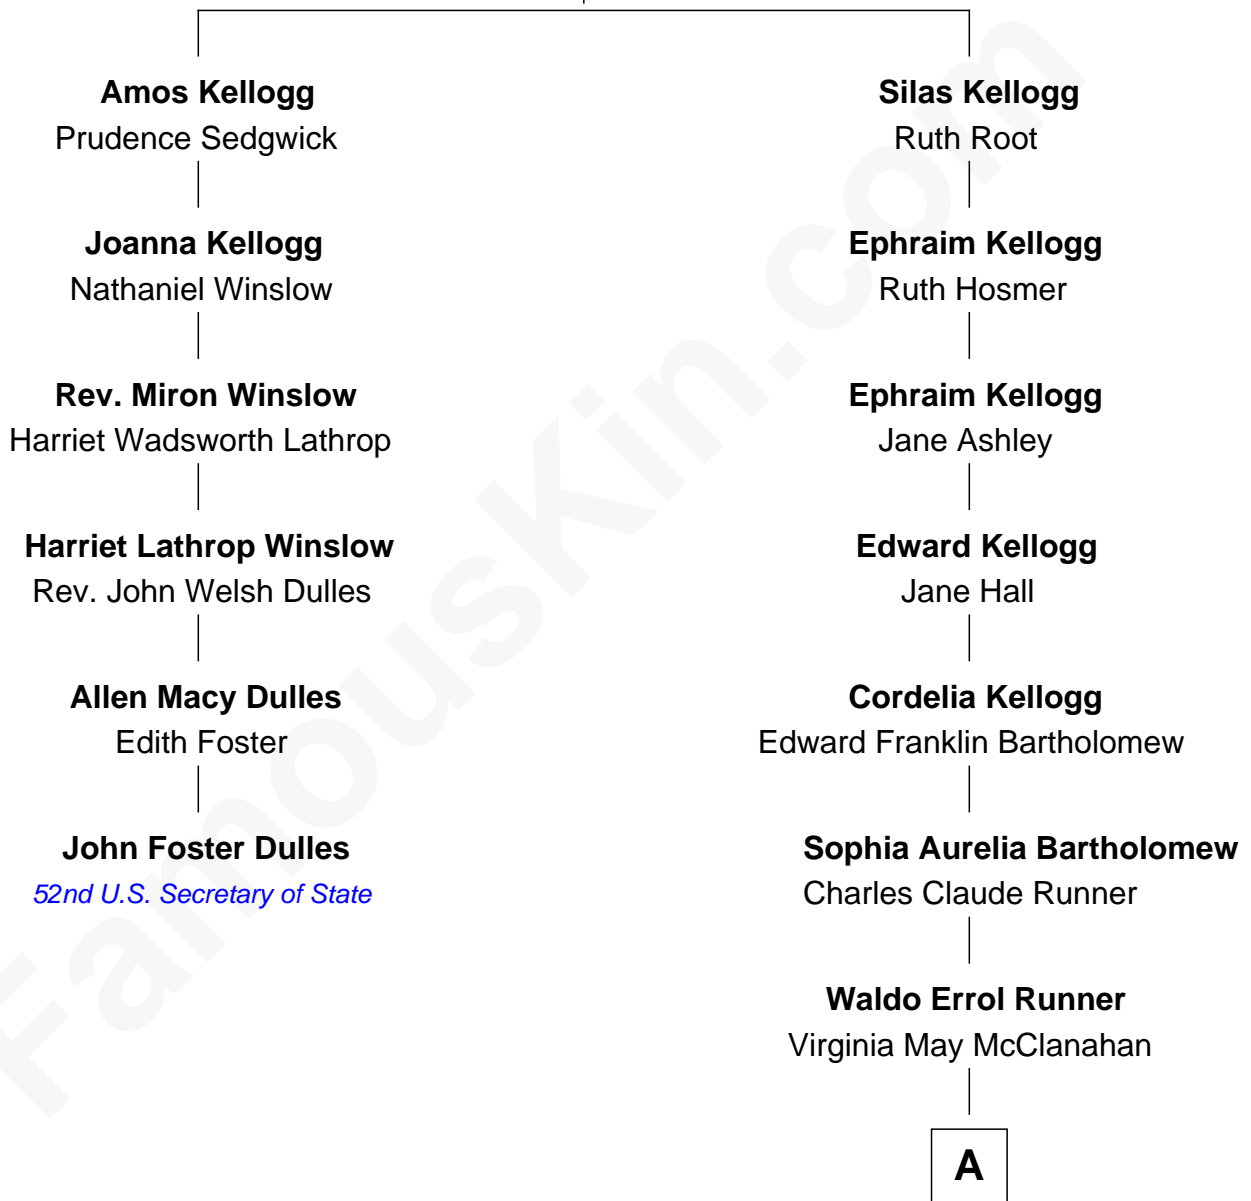 Amos Kellogg
Prudence Sedgwick
Joanna Kellogg
Nathaniel Winslow
Rev. Miron Winslow
Harriet Wadsworth Lathrop
Harriet Lathrop Winslow
Rev. John Welsh Dulles
Allen Macy Dulles
Edith Foster
John Foster Dulles
52nd U.S. Secretary of State
Silas Kellogg
Ruth Root
Ephraim Kellogg
Ruth Hosmer
Ephraim Kellogg
Jane Ashley
Edward Kellogg
Jane Hall
Cordelia Kellogg
Edward Franklin Bartholomew
Sophia Aurelia Bartholomew
Charles Claude Runner
Waldo Errol Runner
Virginia May McClanahan
A
FamousKin.com